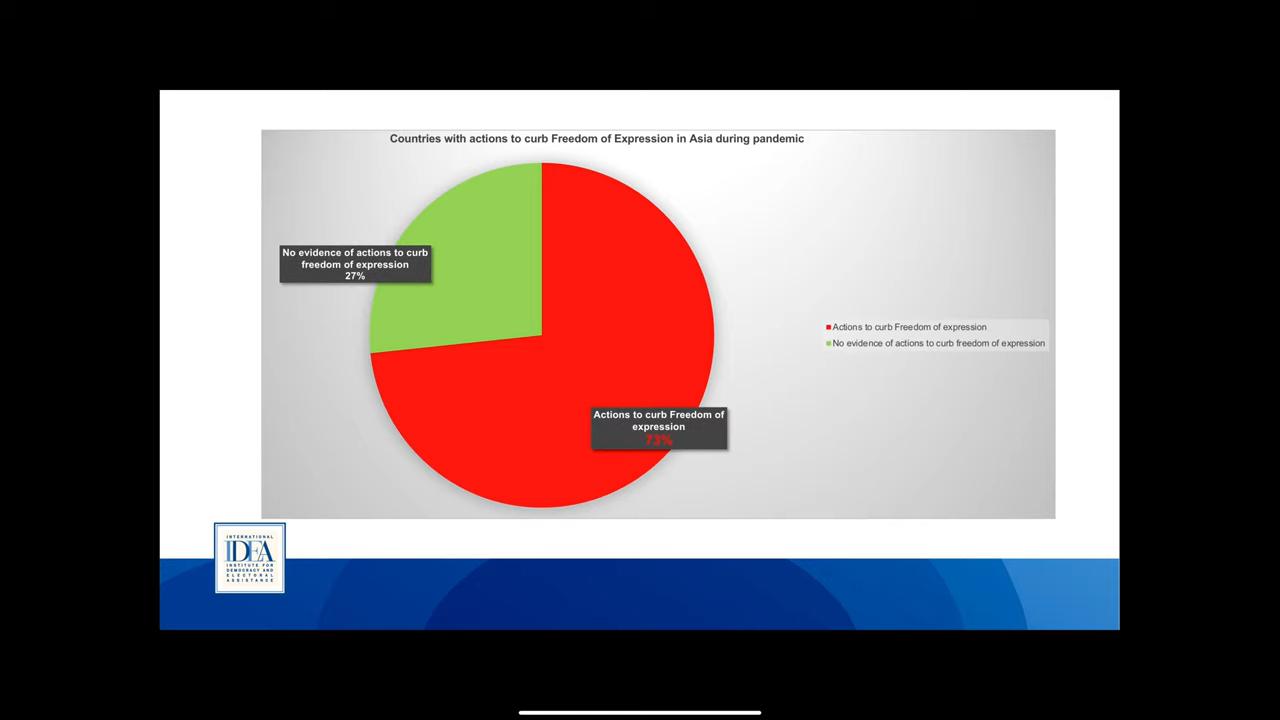 Countries with actions to curb Freedom of Expression in Asia during pandemic
No evidence of actions to curb
freedom of expression
27%
Actions to curb Freedom of expression
No evidence of actions to curb freedom of expression
Actions to curb Freedom of
expression
73%
INTERNATIONAL
IDEA
INSTITUTE FOR
DEMOCRACY AND
ELECTORAL
ASSISTANCE